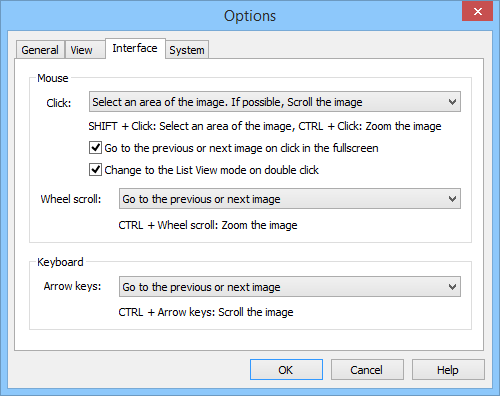 Options
General View Interface System
Mouse
Click: Select an area of the image. If possible, Scroll the image
SHIFT + Click: Select an area of the image, CTRL + Click: Zoom the image
Go to the previous or next image on click in the fullscreen
Change to the List View mode on double click
Wheel scroll: Go to the previous or next image
CTRL + Wheel scroll: Zoom the image
Keyboard
Arrow keys: Go to the previous or next image
CTRL + Arrow keys: Scroll the image
OK Cancel Help